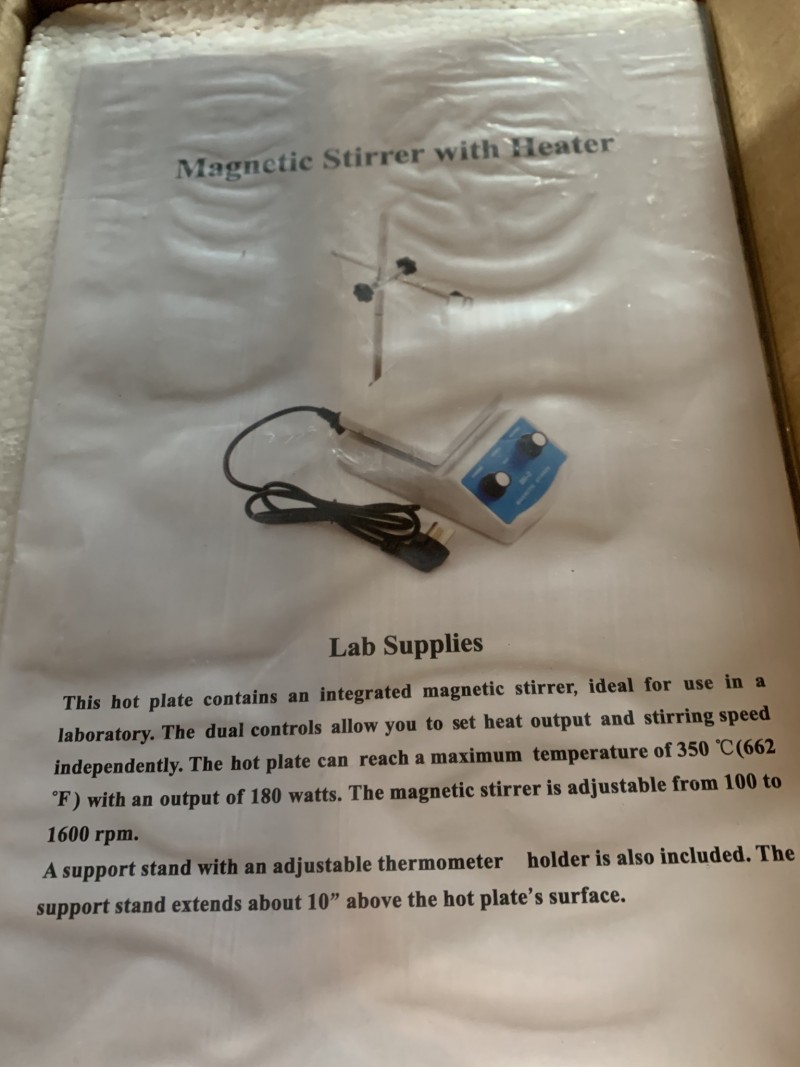 Magnetic Stirrer with Heater
Lab Supplies
This hot plate contains an integrated magnetic stirrer, ideal for use in a
laboratory. The dual controls allow you to set heat output and stirring speed
independently. The hot plate can reach a maximum temperature of 350 ℃(662
℉) with an output of 180 watts. The magnetic stirrer is adjustable from 100 to
1600 rpm.
A support stand with an adjustable thermometer holder is also included. The
support stand extends about 10” above the hot plate’s surface.